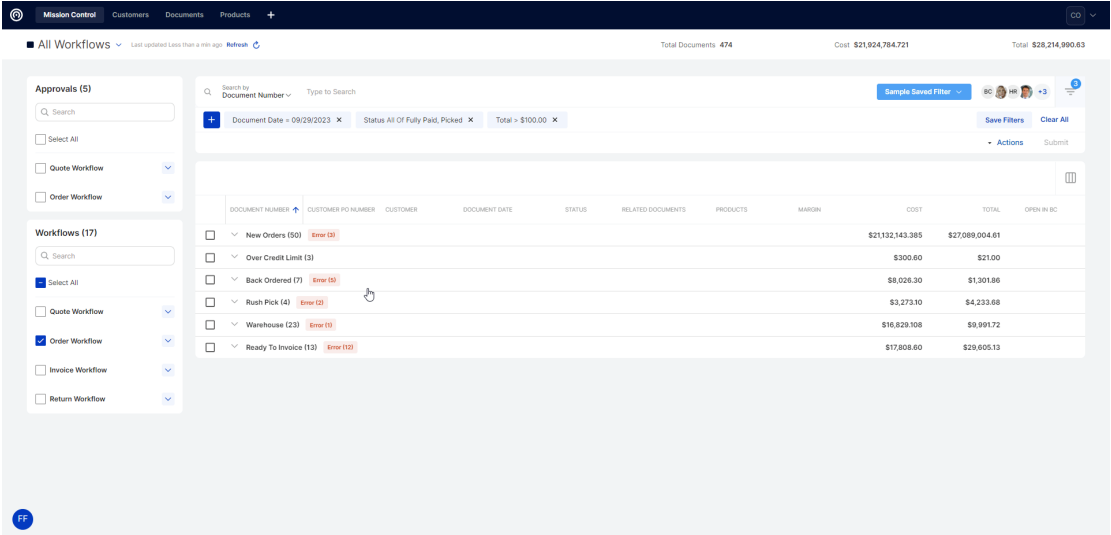 Mission Control Customers Documents Products + CO
All Workflows Last updated Less than a min ago Refresh Total Documents 474 Cost $21,924,784.721 Total $28,214,990.63
Approvals (5)
Search
Select All
Quote Workflow
Order Workflow
Workflows (17)
Search
Select All
Quote Workflow
Order Workflow
Invoice Workflow
Return Workflow
Search by
Document Number Type to Search Sample Saved Filter BC HR +3 3
+ Document Date = 09/29/2023 × Status All Of Fully Paid, Picked × Total > $100.00 × Save Filters Clear All
Actions Submit
DOCUMENT NUMBER CUSTOMER PO NUMBER CUSTOMER DOCUMENT DATE STATUS RELATED DOCUMENTS PRODUCTS MARGIN COST TOTAL OPEN IN BC
New Orders (50) Error (3) $21,132,143.385 $27,089,004.61
Over Credit Limit (3) $300.60 $21.00
Back Ordered (7) Error (5) $8,026.30 $1,301.86
Rush Pick (4) Error (2) $3,273.10 $4,233.68
Warehouse (23) Error (1) $16,829.108 $9,991.72
Ready To Invoice (13) Error (12) $17,808.60 $29,605.13
FF